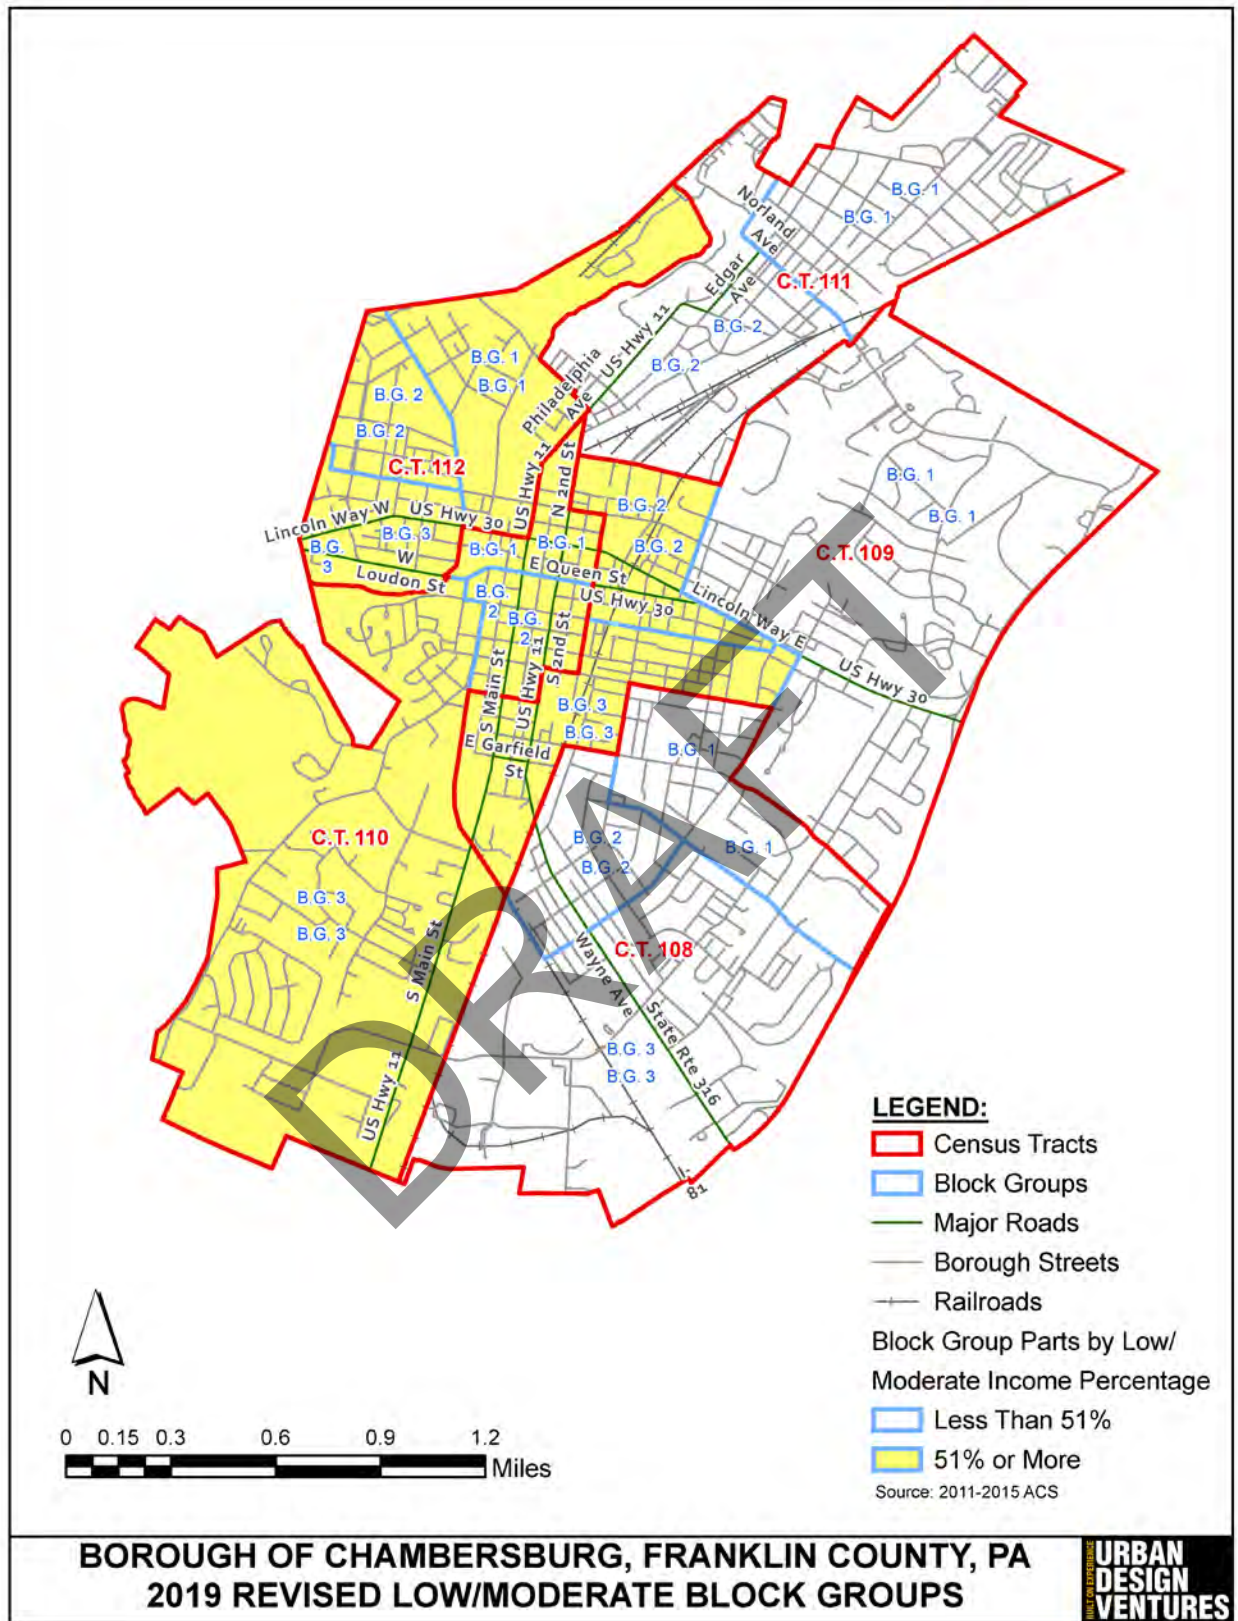 Norland
Ave
B.G. 1
B.G. 1
C.T. 111
Edgar
Ave
US Hwy 11
B.G. 2
B.G. 2
Philadelphia
Ave
B.G. 1
B.G. 1
B.G. 2
B.G. 2
C.T. 112
US Hwy 11
N 2nd St
Lincoln Way W
US Hwy 30
B.G. 3
B.G.
3
W
Loudon St
B.G. 1
B.G. 1
B.G. 2
B.G. 2
E Queen St
US Hwy 30
Lincoln Way E
US Hwy 30
B.G. 1
B.G. 1
C.T. 109
B.G.
2
B.G.
2
S Main St
US Hwy 11
S 2nd St
B.G. 3
B.G. 3
E Garfield
St
B.G. 1
B.G. 1
B.G. 2
B.G. 2
C.T. 110
B.G. 3
B.G. 3
S Main St
US Hwy 11
C.T. 108
Wayne Ave
State Rte 316
B.G. 3
B.G. 3
81
DRAFT
LEGEND:
Census Tracts
Block Groups
Major Roads
Borough Streets
Railroads
Block Group Parts by Low/
Moderate Income Percentage
Less Than 51%
51% or More
Source: 2011-2015 ACS
N
0 0.15 0.3 0.6 0.9 1.2
Miles
BOROUGH OF CHAMBERSBURG, FRANKLIN COUNTY, PA
2019 REVISED LOW/MODERATE BLOCK GROUPS
BUILT ON EXPERIENCE
URBAN
DESIGN
VENTURES